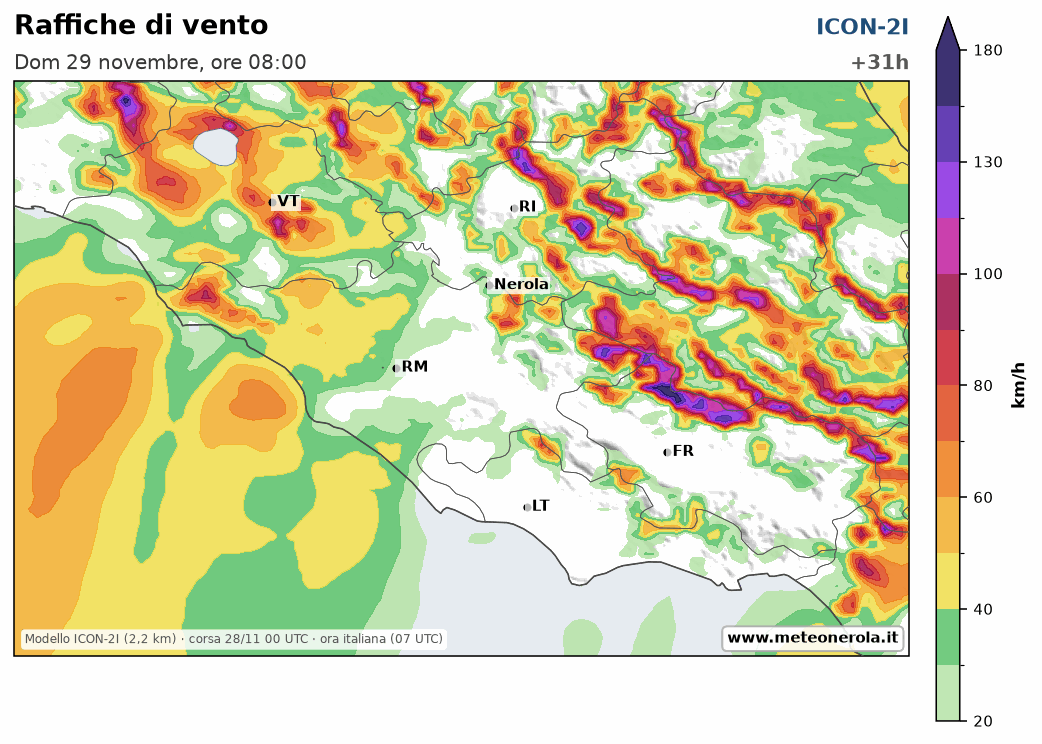 Raffiche di vento
ICON-2I
Dom 29 novembre, ore 08:00
+31h
VT
RI
Nerola
RM
FR
LT
Modello ICON-2I (2,2 km) · corsa 28/11 00 UTC · ora italiana (07 UTC)
www.meteonerola.it
180
130
100
80
60
40
20
km/h